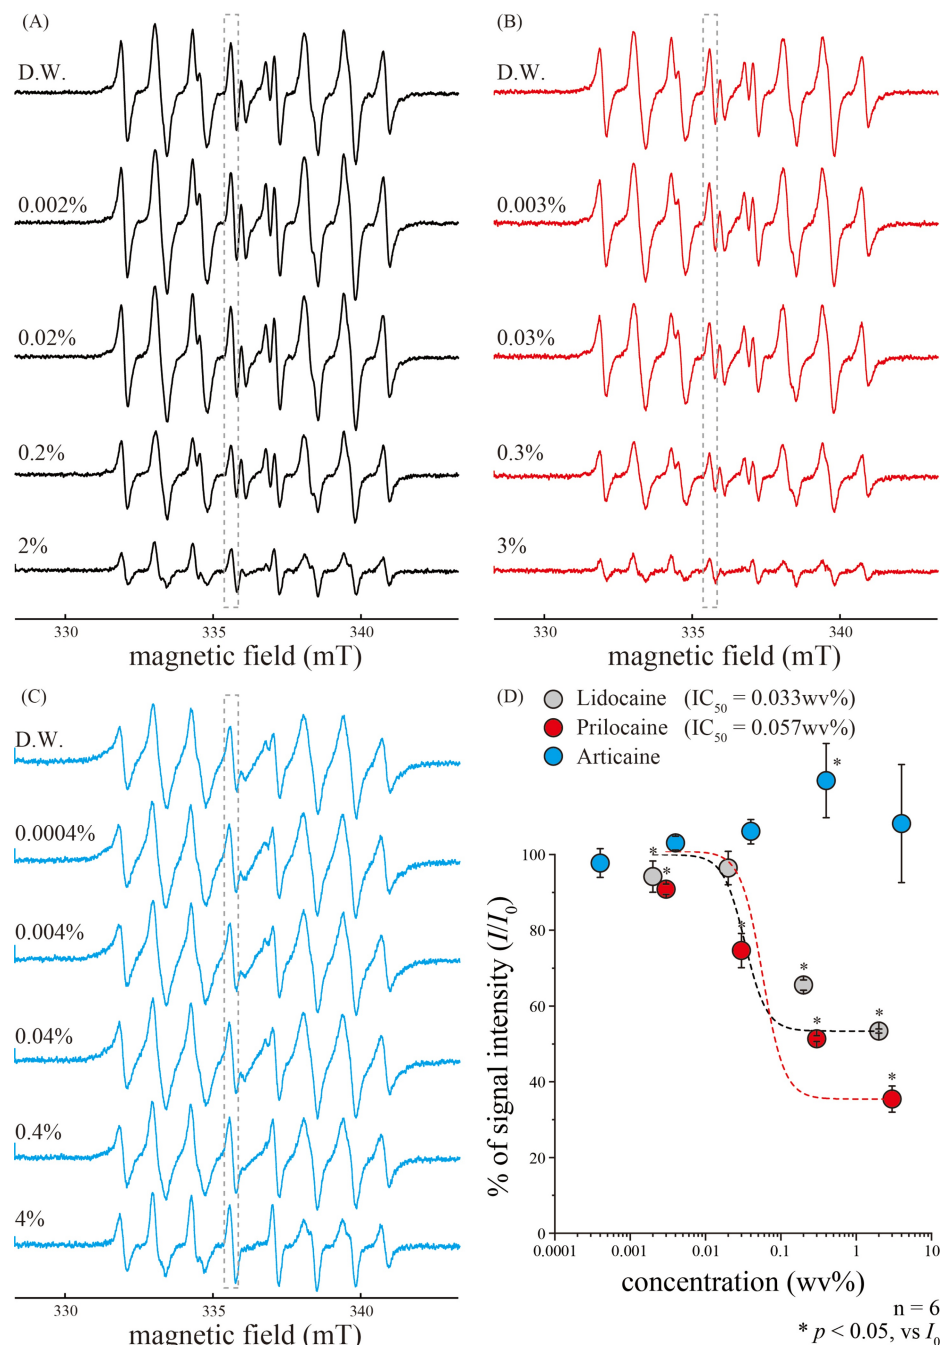 (A)
D.W.
0.002%
0.02%
0.2%
2%
330 335 340
magnetic field (mT)
(B)
D.W.
0.003%
0.03%
0.3%
3%
330 335 340
magnetic field (mT)
(C)
D.W.
0.0004%
0.004%
0.04%
0.4%
4%
330 335 340
magnetic field (mT)
(D)
Lidocaine (IC50 = 0.033wv%)
Prilocaine (IC50 = 0.057wv%)
Articaine
% of signal intensity (I/I0)
100
80
60
40
20
0
* * * * * * * *
0.0001 0.001 0.01 0.1 1 10
concentration (wv%)
n = 6
* p < 0.05, vs I0